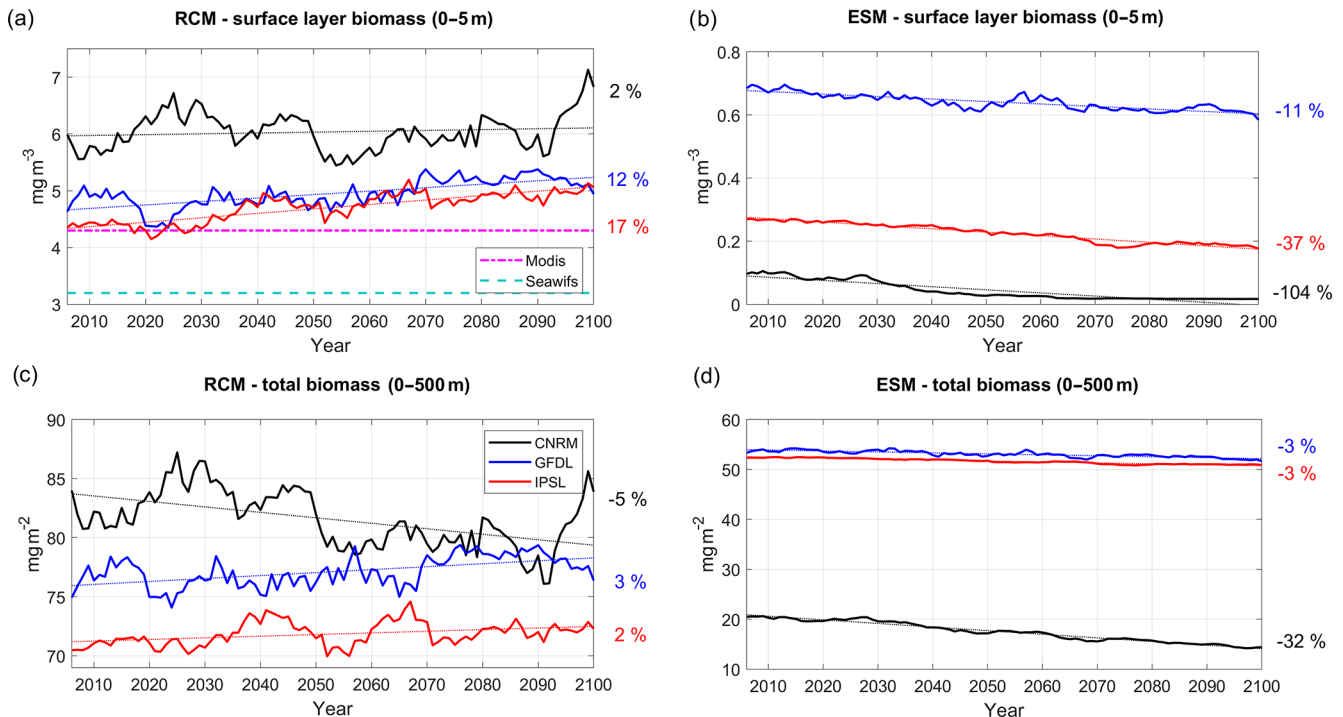 (a)
RCM - surface layer biomass (0–5 m)
7
6
5
4
3
mg m-3
2 %
12 %
17 %
Modis
Seawifs
2010 2020 2030 2040 2050 2060 2070 2080 2090 2100
Year
(b)
ESM - surface layer biomass (0–5 m)
0.8
0.6
0.4
0.2
0
mg m-3
-11 %
-37 %
-104 %
2010 2020 2030 2040 2050 2060 2070 2080 2090 2100
Year
(c)
RCM - total biomass (0–500 m)
90
85
80
75
70
mg m-2
CNRM
GFDL
IPSL
-5 %
3 %
2 %
2010 2020 2030 2040 2050 2060 2070 2080 2090 2100
Year
(d)
ESM - total biomass (0–500 m)
60
50
40
30
20
10
mg m-2
-3 %
-3 %
-32 %
2010 2020 2030 2040 2050 2060 2070 2080 2090 2100
Year